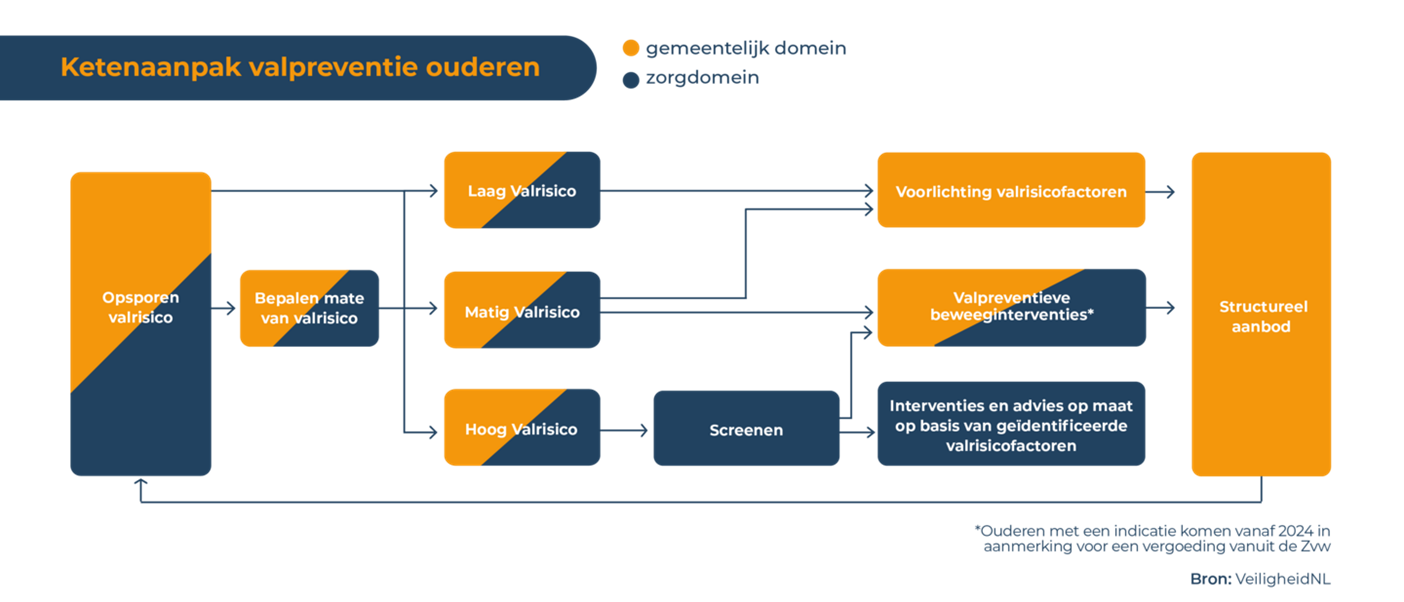 Ketenaanpak valpreventie ouderen
gemeentelijk domein
zorgdomein
Opsporen
valrisico
Bepalen mate
van valrisico
Laag Valrisico
Matig Valrisico
Hoog Valrisico
Screenen
Voorlichting valrisicofactoren
Valpreventieve
beweeginterventies*
Interventies en advies op maat
op basis van geïdentificeerde
valrisicofactoren
Structureel
aanbod
*Ouderen met een indicatie komen vanaf 2024 in
aanmerking voor een vergoeding vanuit de Zvw
Bron: VeiligheidNL